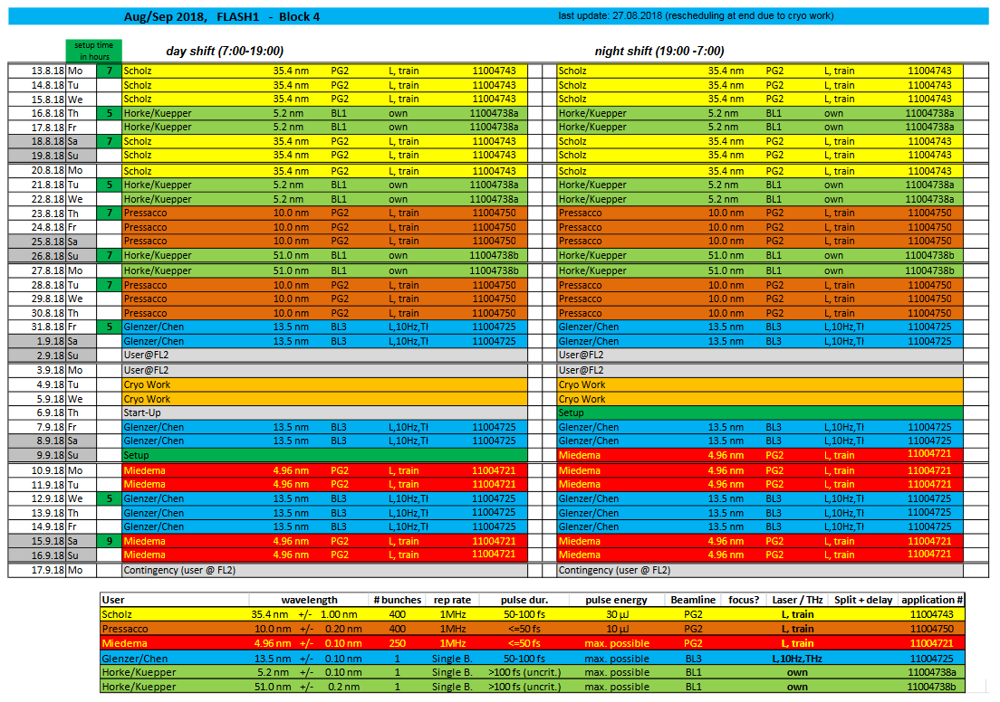 Aug/Sep 2018, FLASH1 - Block 4 last update: 27.08.2018 (rescheduling at end due to cryo work)
setup time
in hours day shift (7:00-19:00) night shift (19:00 -7:00)
13.8.18 Mo 7 Scholz 35.4 nm PG2 L, train 11004743 Scholz 35.4 nm PG2 L, train 11004743
14.8.18 Tu Scholz 35.4 nm PG2 L, train 11004743 Scholz 35.4 nm PG2 L, train 11004743
15.8.18 We Scholz 35.4 nm PG2 L, train 11004743 Scholz 35.4 nm PG2 L, train 11004743
16.8.18 Th 5 Horke/Kuepper 5.2 nm BL1 own 11004738a Horke/Kuepper 5.2 nm BL1 own 11004738a
17.8.18 Fr Horke/Kuepper 5.2 nm BL1 own 11004738a Horke/Kuepper 5.2 nm BL1 own 11004738a
18.8.18 Sa 7 Scholz 35.4 nm PG2 L, train 11004743 Scholz 35.4 nm PG2 L, train 11004743
19.8.18 Su Scholz 35.4 nm PG2 L, train 11004743 Scholz 35.4 nm PG2 L, train 11004743
20.8.18 Mo Scholz 35.4 nm PG2 L, train 11004743 Scholz 35.4 nm PG2 L, train 11004743
21.8.18 Tu 5 Horke/Kuepper 5.2 nm BL1 own 11004738a Horke/Kuepper 5.2 nm BL1 own 11004738a
22.8.18 We Horke/Kuepper 5.2 nm BL1 own 11004738a Horke/Kuepper 5.2 nm BL1 own 11004738a
23.8.18 Th 7 Pressacco 10.0 nm PG2 L, train 11004750 Pressacco 10.0 nm PG2 L, train 11004750
24.8.18 Fr Pressacco 10.0 nm PG2 L, train 11004750 Pressacco 10.0 nm PG2 L, train 11004750
25.8.18 Sa Pressacco 10.0 nm PG2 L, train 11004750 Pressacco 10.0 nm PG2 L, train 11004750
26.8.18 Su 7 Horke/Kuepper 51.0 nm BL1 own 11004738b Horke/Kuepper 51.0 nm BL1 own 11004738b
27.8.18 Mo Horke/Kuepper 51.0 nm BL1 own 11004738b Horke/Kuepper 51.0 nm BL1 own 11004738b
28.8.18 Tu 7 Pressacco 10.0 nm PG2 L, train 11004750 Pressacco 10.0 nm PG2 L, train 11004750
29.8.18 We Pressacco 10.0 nm PG2 L, train 11004750 Pressacco 10.0 nm PG2 L, train 11004750
30.8.18 Th Pressacco 10.0 nm PG2 L, train 11004750 Pressacco 10.0 nm PG2 L, train 11004750
31.8.18 Fr 5 Glenzer/Chen 13.5 nm BL3 L,10Hz,TH 11004725 Glenzer/Chen 13.5 nm BL3 L,10Hz,TH 11004725
1.9.18 Sa Glenzer/Chen 13.5 nm BL3 L,10Hz,TH 11004725 Glenzer/Chen 13.5 nm BL3 L,10Hz,TH 11004725
2.9.18 Su User@FL2 User@FL2
3.9.18 Mo User@FL2 User@FL2
4.9.18 Tu Cryo Work Cryo Work
5.9.18 We Cryo Work Cryo Work
6.9.18 Th Start-Up Setup
7.9.18 Fr Glenzer/Chen 13.5 nm BL3 L,10Hz,TH 11004725 Glenzer/Chen 13.5 nm BL3 L,10Hz,TH 11004725
8.9.18 Sa Glenzer/Chen 13.5 nm BL3 L,10Hz,TH 11004725 Glenzer/Chen 13.5 nm BL3 L,10Hz,TH 11004725
9.9.18 Su Setup Miedema 4.96 nm PG2 L, train 11004721
10.9.18 Mo Miedema 4.96 nm PG2 L, train 11004721 Miedema 4.96 nm PG2 L, train 11004721
11.9.18 Tu Miedema 4.96 nm PG2 L, train 11004721 Miedema 4.96 nm PG2 L, train 11004721
12.9.18 We 5 Glenzer/Chen 13.5 nm BL3 L,10Hz,TH 11004725 Glenzer/Chen 13.5 nm BL3 L,10Hz,TH 11004725
13.9.18 Th Glenzer/Chen 13.5 nm BL3 L,10Hz,TH 11004725 Glenzer/Chen 13.5 nm BL3 L,10Hz,TH 11004725
14.9.18 Fr Glenzer/Chen 13.5 nm BL3 L,10Hz,TH 11004725 Glenzer/Chen 13.5 nm BL3 L,10Hz,TH 11004725
15.9.18 Sa 9 Miedema 4.96 nm PG2 L, train 11004721 Miedema 4.96 nm PG2 L, train 11004721
16.9.18 Su Miedema 4.96 nm PG2 L, train 11004721 Miedema 4.96 nm PG2 L, train 11004721
17.9.18 Mo Contingency (user @ FL2) Contingency (user @ FL2)
User wavelength # bunches rep rate pulse dur. pulse energy Beamline focus? Laser / THz Split + delay application #
Scholz 35.4 nm +/- 1.00 nm 400 1MHz 50-100 fs 30 µJ PG2 L, train 11004743
Pressacco 10.0 nm +/- 0.20 nm 400 1MHz <=50 fs 10 µJ PG2 L, train 11004750
Miedema 4.96 nm +/- 0.10 nm 250 1MHz <=50 fs max. possible PG2 L, train 11004721
Glenzer/Chen 13.5 nm +/- 0.10 nm 1 Single B. 50-100 fs max. possible BL3 L,10Hz,THz 11004725
Horke/Kuepper 5.2 nm +/- 0.10 nm 1 Single B. >100 fs (uncrit.) max. possible BL1 own 11004738a
Horke/Kuepper 51.0 nm +/- 0.2 nm 1 Single B. >100 fs (uncrit.) max. possible BL1 own 11004738b